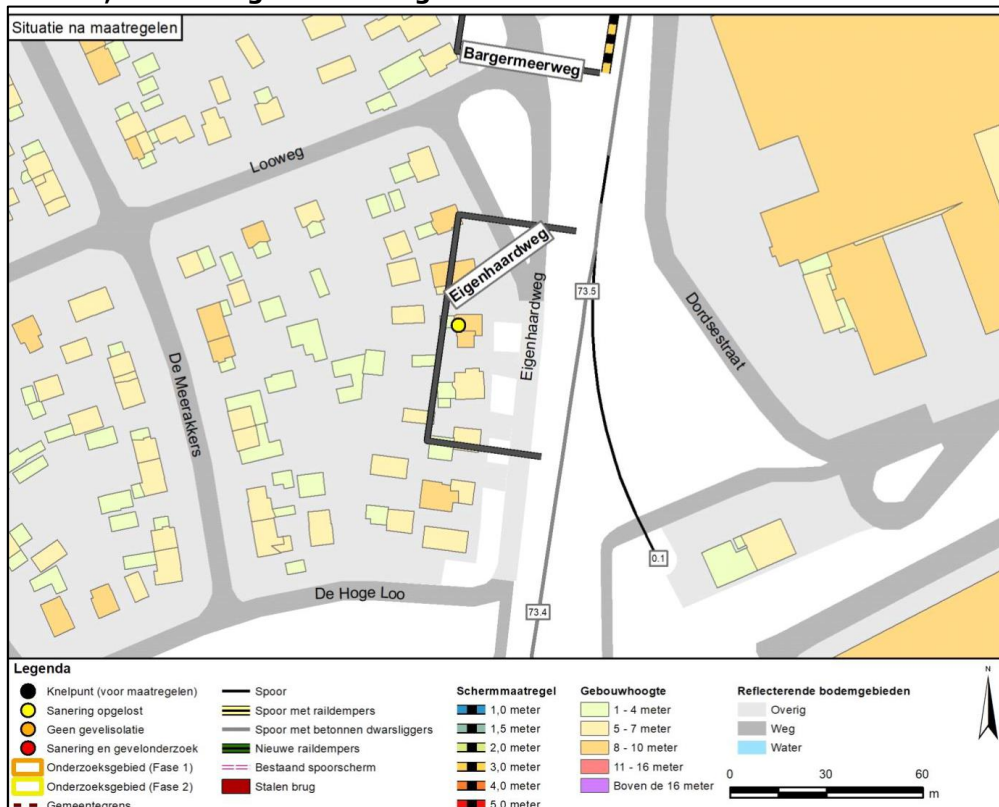 Situatie na maatregelen
Bargermeerweg
Looweg
Eigenhaardweg
Eigenhaardweg
73.5
Dordsestraat
De Meerakkers
0.1
De Hoge Loo
73.4
Legenda
Knelpunt (voor maatregelen)
Sanering opgelost
Geen gevelisolatie
Sanering en gevelonderzoek
Onderzoeksgebied (Fase 1)
Onderzoeksgebied (Fase 2)
Gemeentegrens
Spoor
Spoor met raildempers
Spoor met betonnen dwarsliggers
Nieuwe raildempers
Bestaand spoorscherm
Stalen brug
Schermmaatregel
1,0 meter
1,5 meter
2,0 meter
3,0 meter
4,0 meter
5,0 meter
Gebouwhoogte
1 - 4 meter
5 - 7 meter
8 - 10 meter
11 - 16 meter
Boven de 16 meter
Reflecterende bodemgebieden
Overig
Weg
Water
N
0 30 60
m